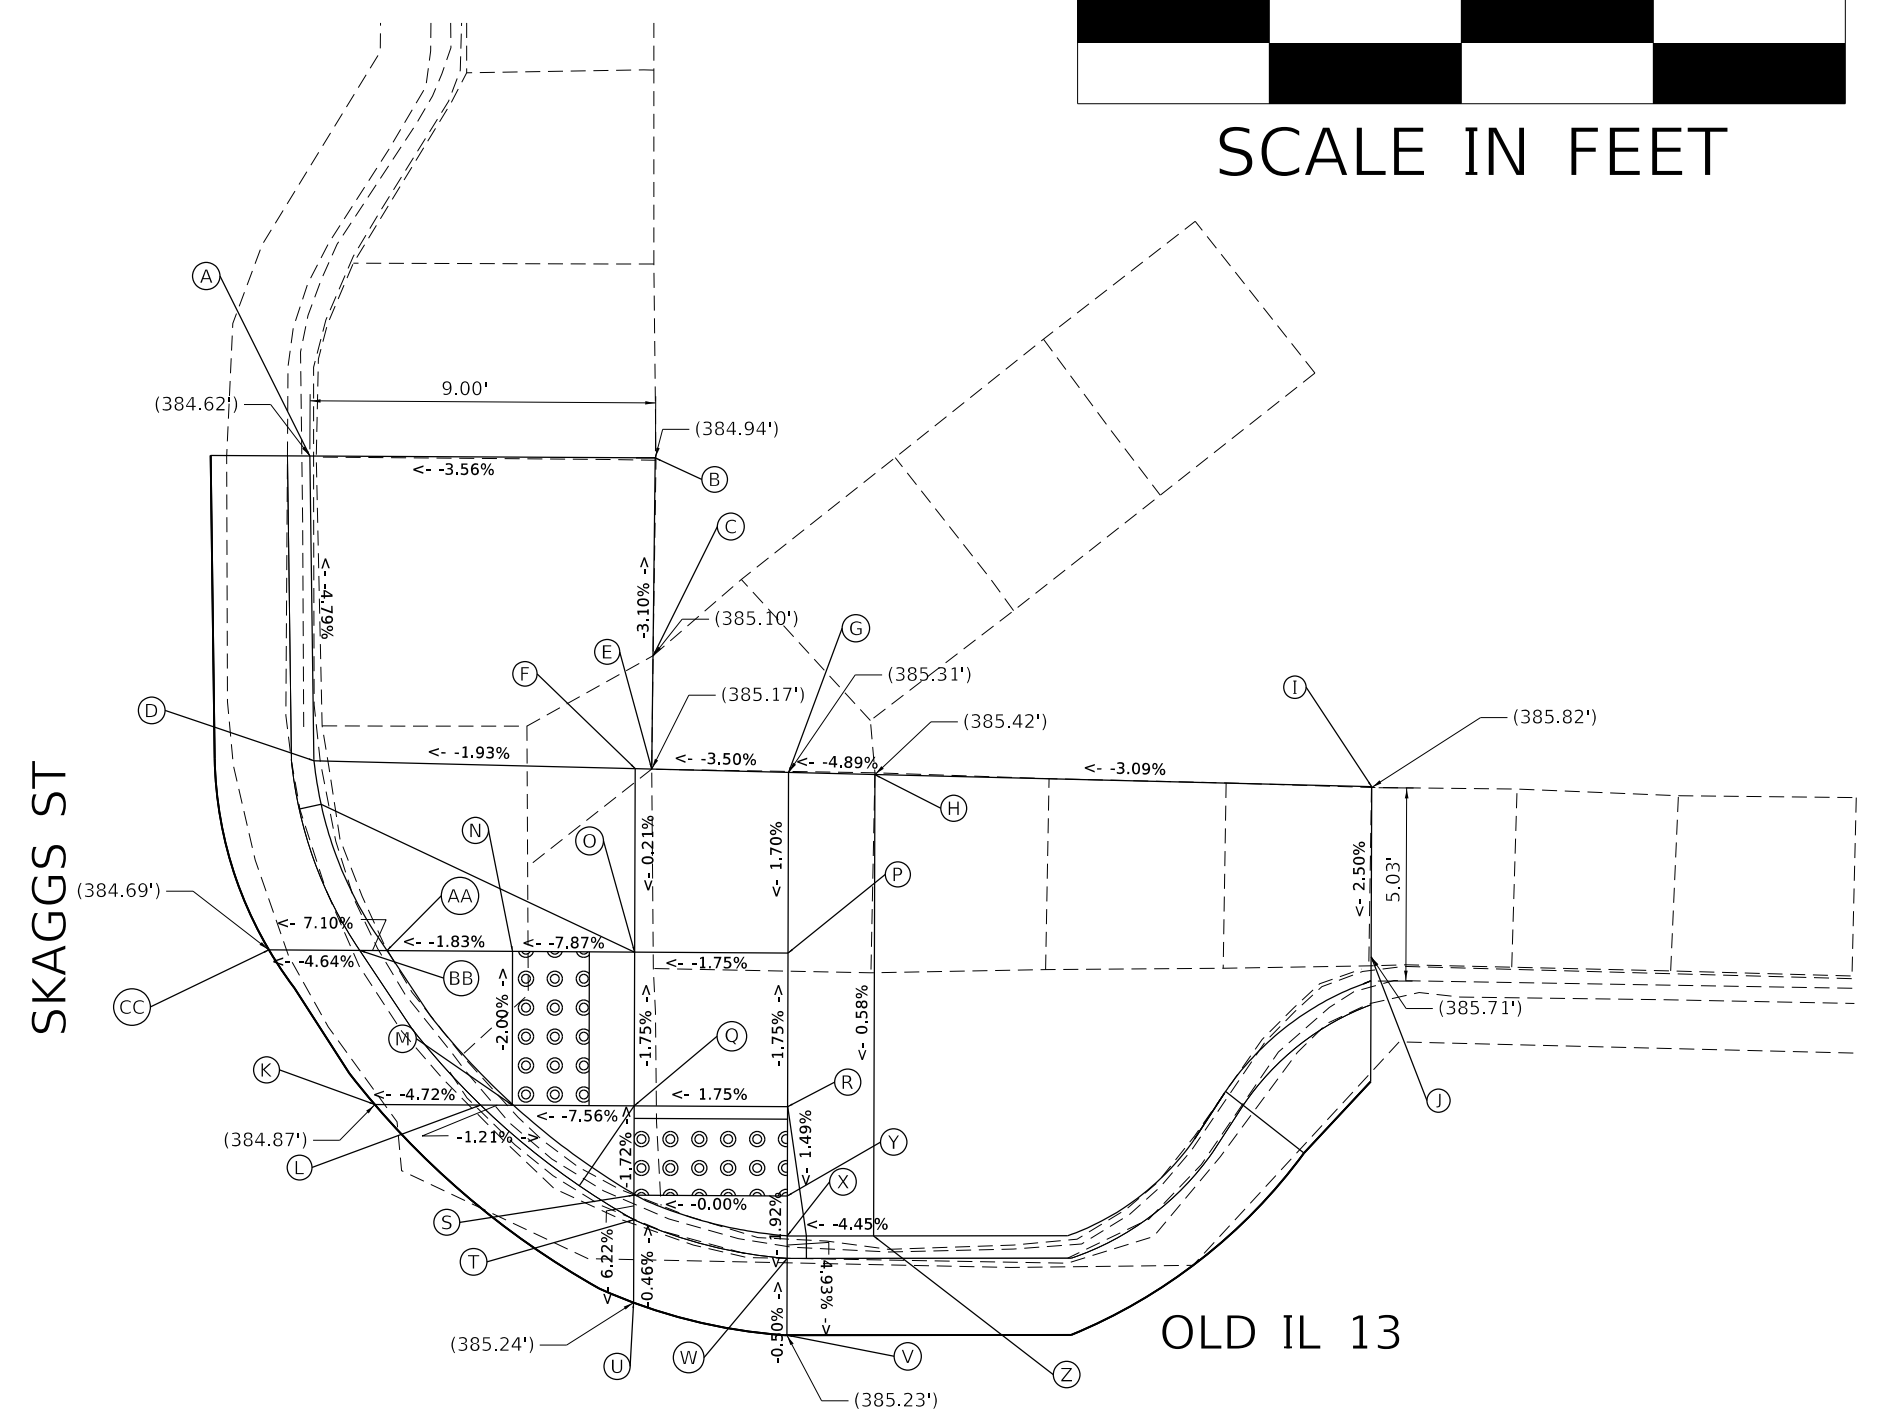 SCALE IN FEET
A
(384.62')
9.00'
(384.94')
<- -3.56%
B
C
<- -4.79%
-3.10% ->
(385.10')
G
E
F
(385.31')
(385.17')
I
D
(385.42')
(385.82')
<- -1.93%
<- -3.50%
<- -4.89%
<- -3.09%
H
N
O
<- 0.21%
<- 1.70%
<- -2.50%
5.03'
P
(384.69')
AA
<- 7.10%
<- -1.83%
<- -7.87%
<- -4.64%
<- -1.75%
BB
CC
-2.00% ->
-1.75% ->
-1.75% ->
<- 0.58%
(385.71')
SKAGGS ST
M
Q
K
R
J
<- -4.72%
<- -7.56%
<- 1.75%
(384.87')
-1.21% ->
L
-1.72% ->
<- 1.49%
Y
X
S
<- -0.00%
<- -1.92%
<- -4.45%
T
<- 6.22%
-0.46% ->
-0.50% ->
4.93% ->
(385.24')
U
W
V
Z
OLD IL 13
(385.23')